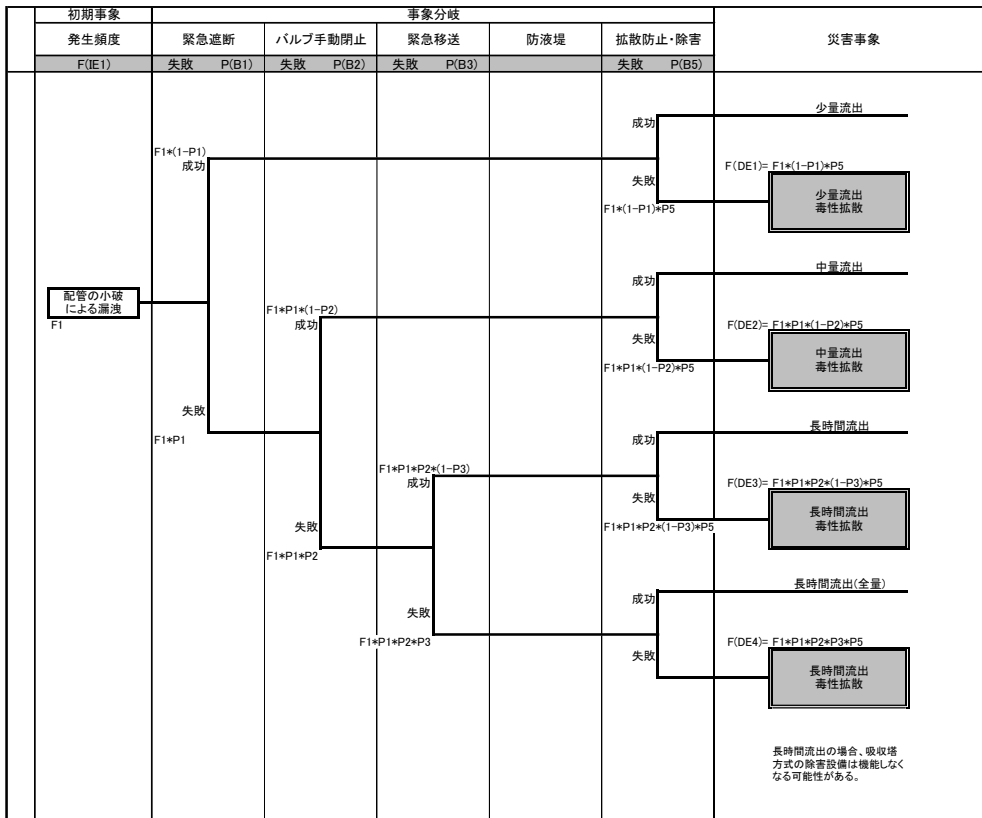 初期事象
事象分岐
発生頻度
緊急遮断
バルブ手動閉止
緊急移送
防液堤
拡散防止・除害
災害事象
F(IE1)
失敗 P(B1)
失敗 P(B2)
失敗 P(B3)
失敗 P(B5)
少量流出
成功
F1*(1-P1)
成功
F(DE1)= F1*(1-P1)*P5
失敗
少量流出
毒性拡散
F1*(1-P1)*P5
中量流出
成功
配管の小破
による漏洩
F1
F1*P1*(1-P2)
成功
F(DE2)= F1*P1*(1-P2)*P5
失敗
中量流出
毒性拡散
F1*P1*(1-P2)*P5
失敗
F1*P1
長時間流出
成功
F1*P1*P2*(1-P3)
成功
F(DE3)= F1*P1*P2*(1-P3)*P5
失敗
長時間流出
毒性拡散
F1*P1*P2*(1-P3)*P5
失敗
F1*P1*P2
長時間流出(全量)
成功
失敗
F1*P1*P2*P3
F(DE4)= F1*P1*P2*P3*P5
失敗
長時間流出
毒性拡散
長時間流出の場合、吸収塔
方式の除害設備は機能しなく
なる可能性がある。